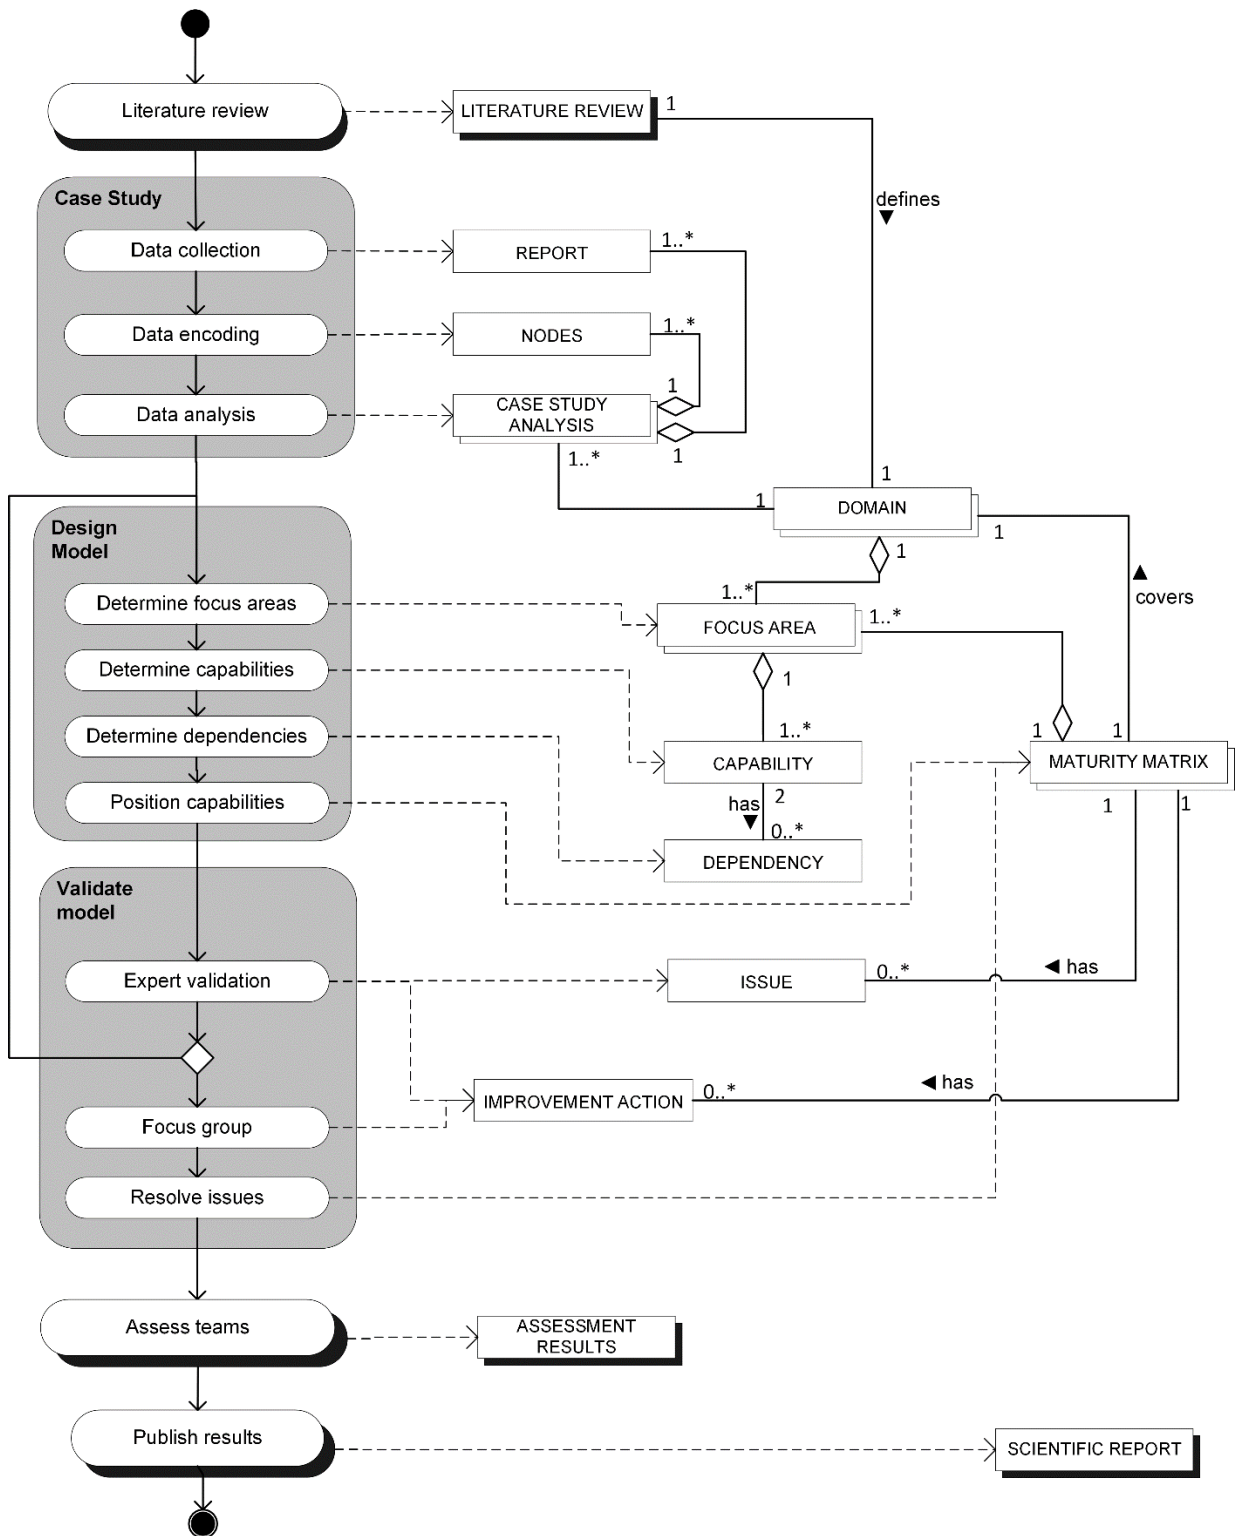 Literature review
LITERATURE REVIEW
1
defines
Case Study
Data collection
REPORT
1..*
Data encoding
NODES
1..*
1
Data analysis
CASE STUDY
ANALYSIS
1
1..*
1
1
DOMAIN
1
1
Design
Model
Determine focus areas
1..*
FOCUS AREA
1..*
covers
Determine capabilities
1
Determine dependencies
1..*
1
1
CAPABILITY
MATURITY MATRIX
Position capabilities
2
has
0..*
1
1
DEPENDENCY
Validate
model
Expert validation
ISSUE
0..*
has
Focus group
IMPROVEMENT ACTION
0..*
has
Resolve issues
Assess teams
ASSESSMENT
RESULTS
Publish results
SCIENTIFIC REPORT